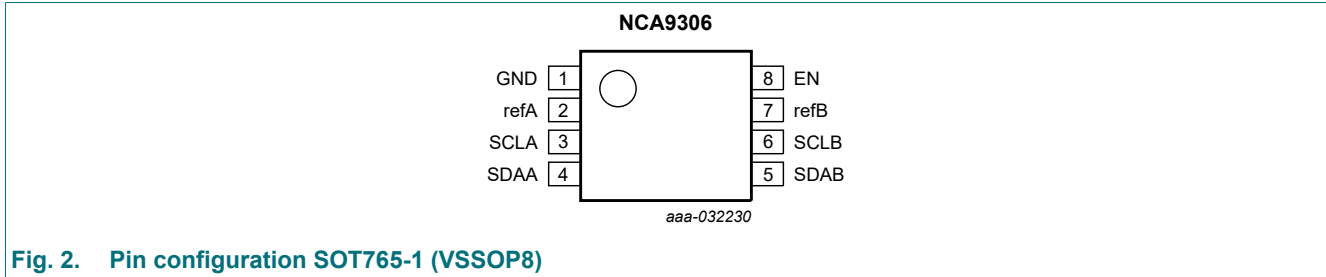 NCA9306
GND 1 8 EN
refA 2 7 refB
SCLA 3 6 SCLB
SDAA 4 5 SDAB
aaa-032230
Fig. 2. Pin configuration SOT765-1 (VSSOP8)